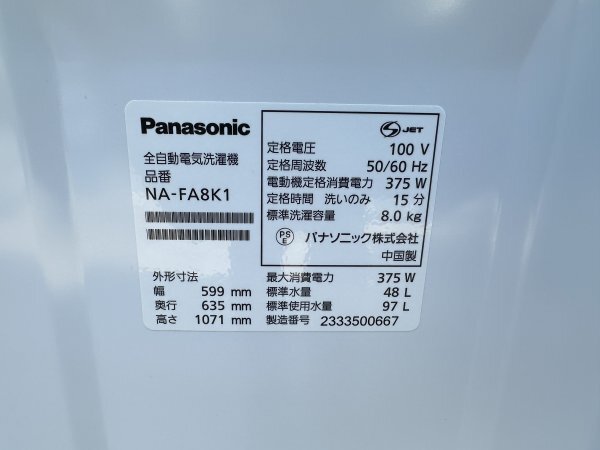 Panasonic
全自動電気洗濯機
品番
NA-FA8K1
JET
定格電圧 100 V
定格周波数 50/60 Hz
電動機定格消費電力 375 W
定格時間 洗いのみ 15 分
標準洗濯容量 8.0 kg
PS E パナソニック株式会社
中国製
外形寸法
幅 599 mm
奥行 635 mm
高さ 1071 mm
最大消費電力 375 W
標準水量 48 L
標準使用水量 97 L
製造番号 2333500667